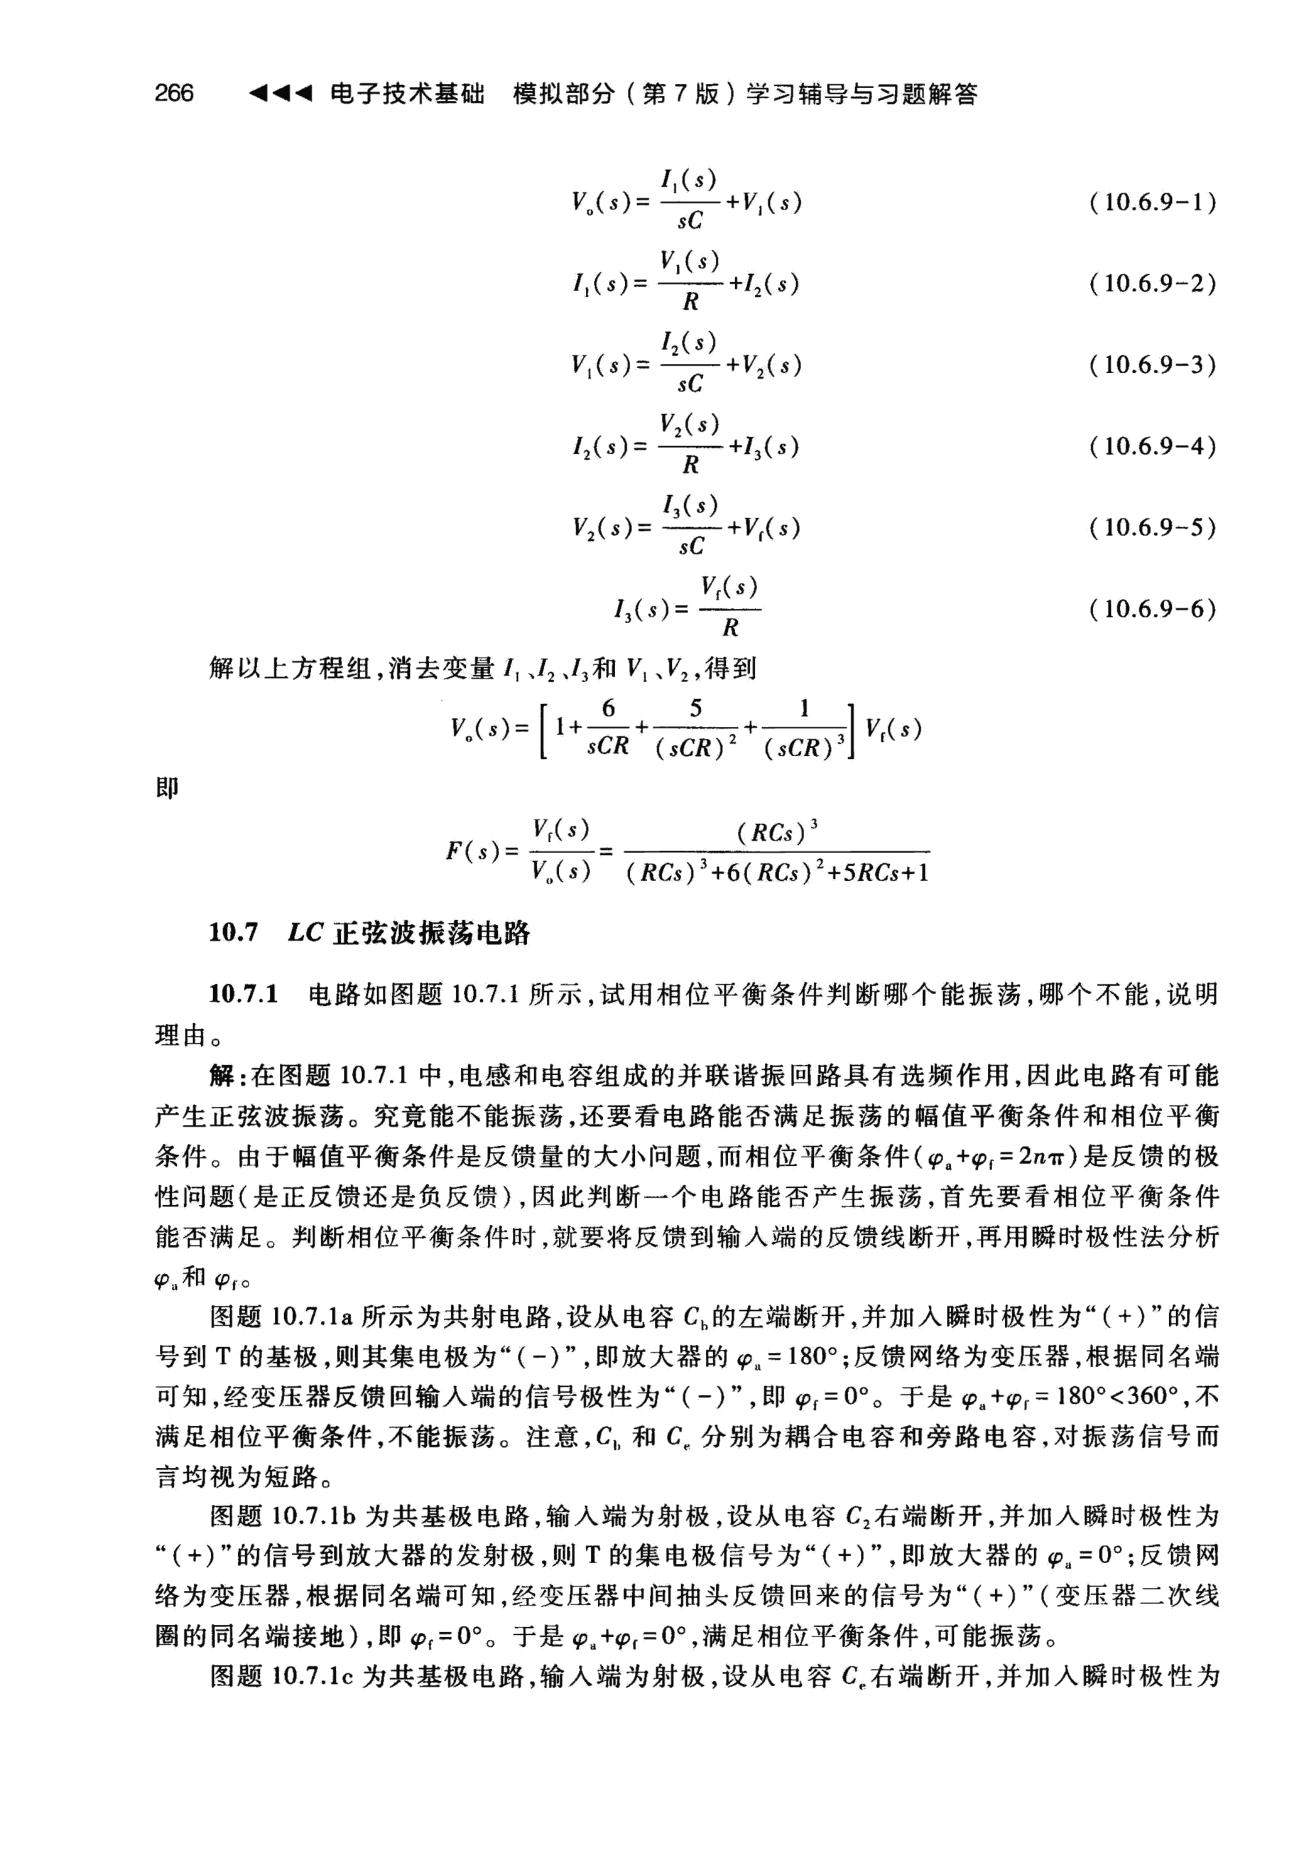 266 ◀◀◀ 电子技术基础 模拟部分(第 7 版)学习辅导与习题解答
V_o(s)=\frac{I_1(s)}{sC}+V_1(s) (10.6.9-1)
I_1(s)=\frac{V_1(s)}{R}+I_2(s) (10.6.9-2)
V_1(s)=\frac{I_2(s)}{sC}+V_2(s) (10.6.9-3)
I_2(s)=\frac{V_2(s)}{R}+I_3(s) (10.6.9-4)
V_2(s)=\frac{I_3(s)}{sC}+V_f(s) (10.6.9-5)
I_3(s)=\frac{V_f(s)}{R} (10.6.9-6)
解以上方程组,消去变量 I_1、I_2、I_3和 V_1、V_2,得到
V_o(s)=\left[1+\frac{6}{sCR}+\frac{5}{(sCR)^2}+\frac{1}{(sCR)^3}\right]V_f(s)
即
F(s)=\frac{V_f(s)}{V_o(s)}=\frac{(RCs)^3}{(RCs)^3+6(RCs)^2+5RCs+1}
10.7 LC 正弦波振荡电路
10.7.1 电路如图题 10.7.1 所示,试用相位平衡条件判断哪个能振荡,哪个不能,说明
理由。
解:在图题 10.7.1 中,电感和电容组成的并联谐振回路具有选频作用,因此电路有可能
产生正弦波振荡。究竟能不能振荡,还要看电路能否满足振荡的幅值平衡条件和相位平衡
条件。由于幅值平衡条件是反馈量的大小问题,而相位平衡条件(φ_a+φ_f=2nπ)是反馈的极
性问题(是正反馈还是负反馈),因此判断一个电路能否产生振荡,首先要看相位平衡条件
能否满足。判断相位平衡条件时,就要将反馈到输入端的反馈线断开,再用瞬时极性法分析
φ_a和 φ_f。
图题 10.7.1a 所示为共射电路,设从电容 C_b的左端断开,并加入瞬时极性为“(+)”的信
号到 T 的基极,则其集电极为“(-)”,即放大器的 φ_a=180°;反馈网络为变压器,根据同名端
可知,经变压器反馈回输入端的信号极性为“(-)”,即 φ_f=0°。于是 φ_a+φ_f=180°<360°,不
满足相位平衡条件,不能振荡。注意,C_b 和 C_e 分别为耦合电容和旁路电容,对振荡信号而
言均视为短路。
图题 10.7.1b 为共基极电路,输入端为射极,设从电容 C_2右端断开,并加入瞬时极性为
“(+)”的信号到放大器的发射极,则 T 的集电极信号为“(+)”,即放大器的 φ_a=0°;反馈网
络为变压器,根据同名端可知,经变压器中间抽头反馈回来的信号为“(+)”(变压器二次线
圈的同名端接地),即 φ_f=0°。于是 φ_a+φ_f=0°,满足相位平衡条件,可能振荡。
图题 10.7.1c 为共基极电路,输入端为射极,设从电容 C_e右端断开,并加入瞬时极性为